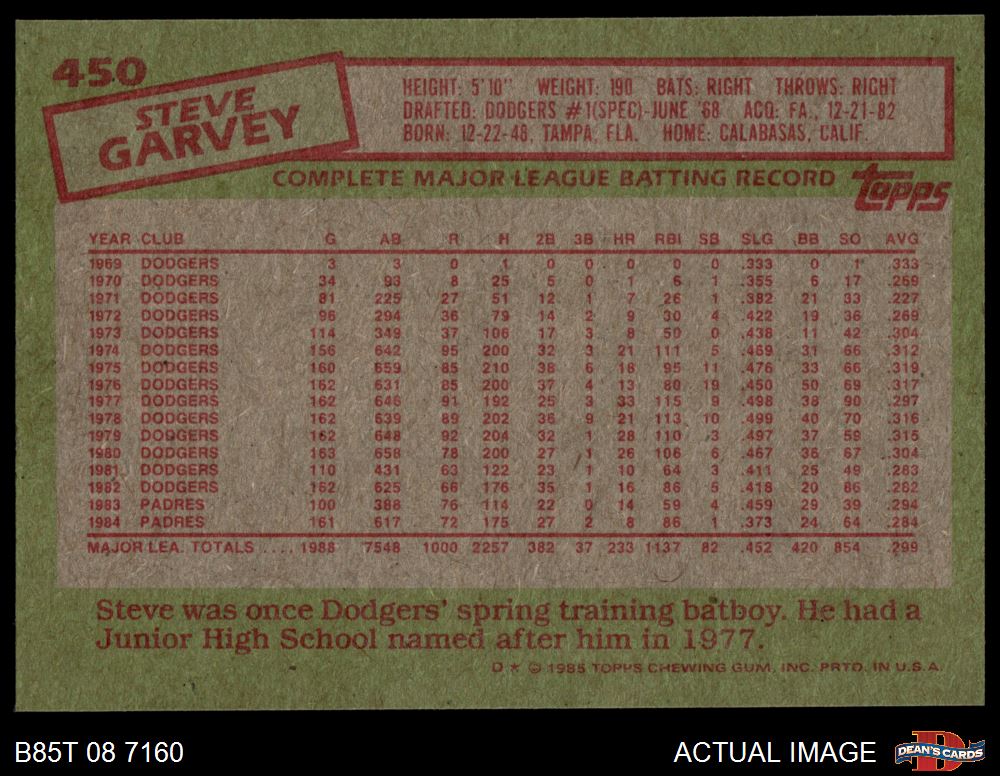 450
STEVE
GARVEY
HEIGHT: 5'10" WEIGHT: 190 BATS: RIGHT THROWS: RIGHT
DRAFTED: DODGERS #1(SPEC)-JUNE '68 ACQ: FA., 12-21-82
BORN: 12-22-48, TAMPA, FLA. HOME: CALABASAS, CALIF.
COMPLETE MAJOR LEAGUE BATTING RECORD topps
YEAR CLUB G AB R H 2B 3B HR RBI SB SLG BB SO AVG
1969 DODGERS 3 3 0 1 0 0 0 0 0 .333 0 1 .333
1970 DODGERS 34 93 8 25 5 0 1 6 1 .355 6 17 .269
1971 DODGERS 81 225 27 51 12 1 7 26 1 .382 21 33 .227
1972 DODGERS 96 294 36 79 14 2 9 30 4 .422 19 36 .269
1973 DODGERS 114 349 37 106 17 3 8 50 0 .438 11 42 .304
1974 DODGERS 156 642 95 200 32 3 21 111 5 .469 31 66 .312
1975 DODGERS 160 659 85 210 38 6 18 95 11 .476 33 66 .319
1976 DODGERS 162 631 85 200 37 4 13 80 19 .450 50 69 .317
1977 DODGERS 162 646 91 192 25 3 33 115 9 .498 38 90 .297
1978 DODGERS 162 639 89 202 36 9 21 113 10 .499 40 70 .316
1979 DODGERS 162 648 92 204 32 1 28 110 3 .497 37 59 .315
1980 DODGERS 163 658 78 200 27 1 26 106 6 .467 36 67 .304
1981 DODGERS 110 431 63 122 23 1 10 64 3 .411 25 49 .283
1982 DODGERS 162 625 66 176 35 1 16 86 5 .418 20 86 .282
1983 PADRES 100 388 76 114 22 0 14 59 4 .459 29 39 .294
1984 PADRES 161 617 72 175 27 2 8 86 1 .373 24 64 .284
MAJOR LEA. TOTALS .... 1988 7548 1000 2257 382 37 233 1137 82 .452 420 854 .299
Steve was once Dodgers' spring training batboy. He had a
Junior High School named after him in 1977.
D * © 1985 TOPPS CHEWING GUM, INC. PRTD. IN U.S.A.
B85T 08 7160 ACTUAL IMAGE DEAN'S CARDS